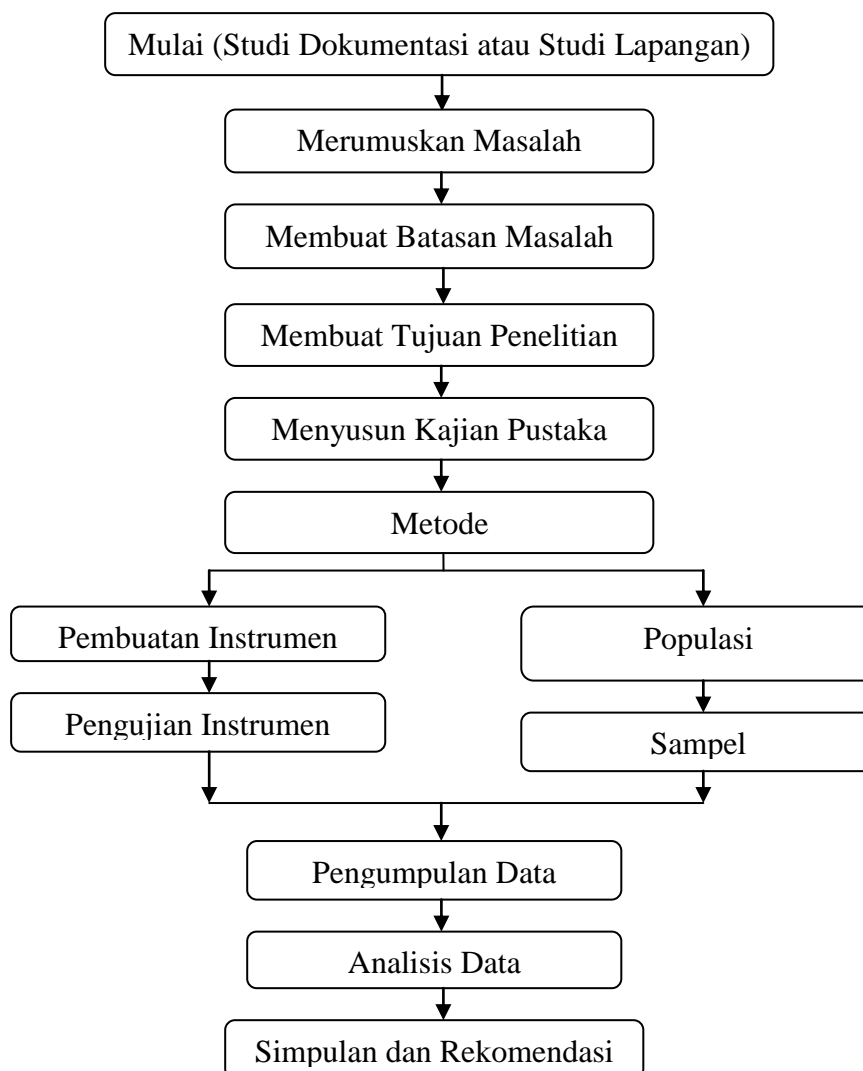 Mulai (Studi Dokumentasi atau Studi Lapangan)
Merumuskan Masalah
Membuat Batasan Masalah
Membuat Tujuan Penelitian
Menyusun Kajian Pustaka
Metode
Pembuatan Instrumen
Populasi
Pengujian Instrumen
Sampel
Pengumpulan Data
Analisis Data
Simpulan dan Rekomendasi